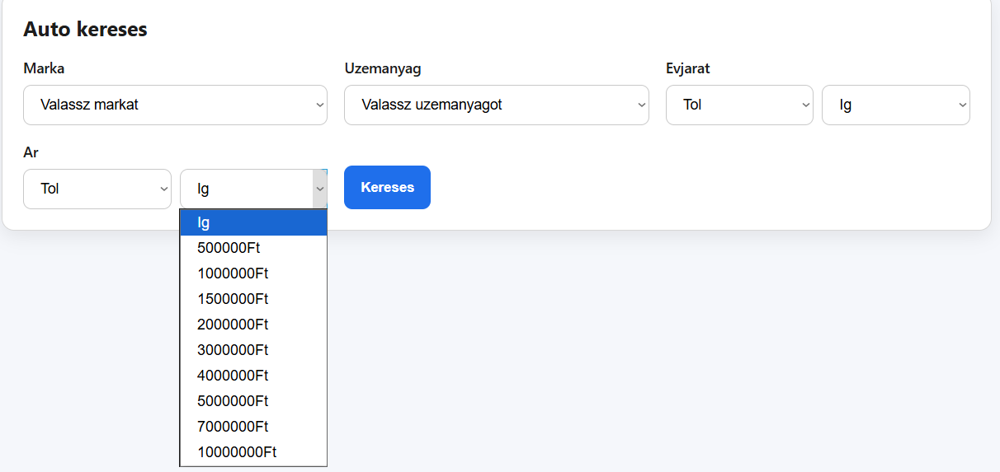 Auto kereses
Marka
Uzemanyag
Evjarat
Valassz markat
Valassz uzemanyagot
Tol
Ig
Ar
Tol
Ig
Kereses
Ig
500000Ft
1000000Ft
1500000Ft
2000000Ft
3000000Ft
4000000Ft
5000000Ft
7000000Ft
10000000Ft